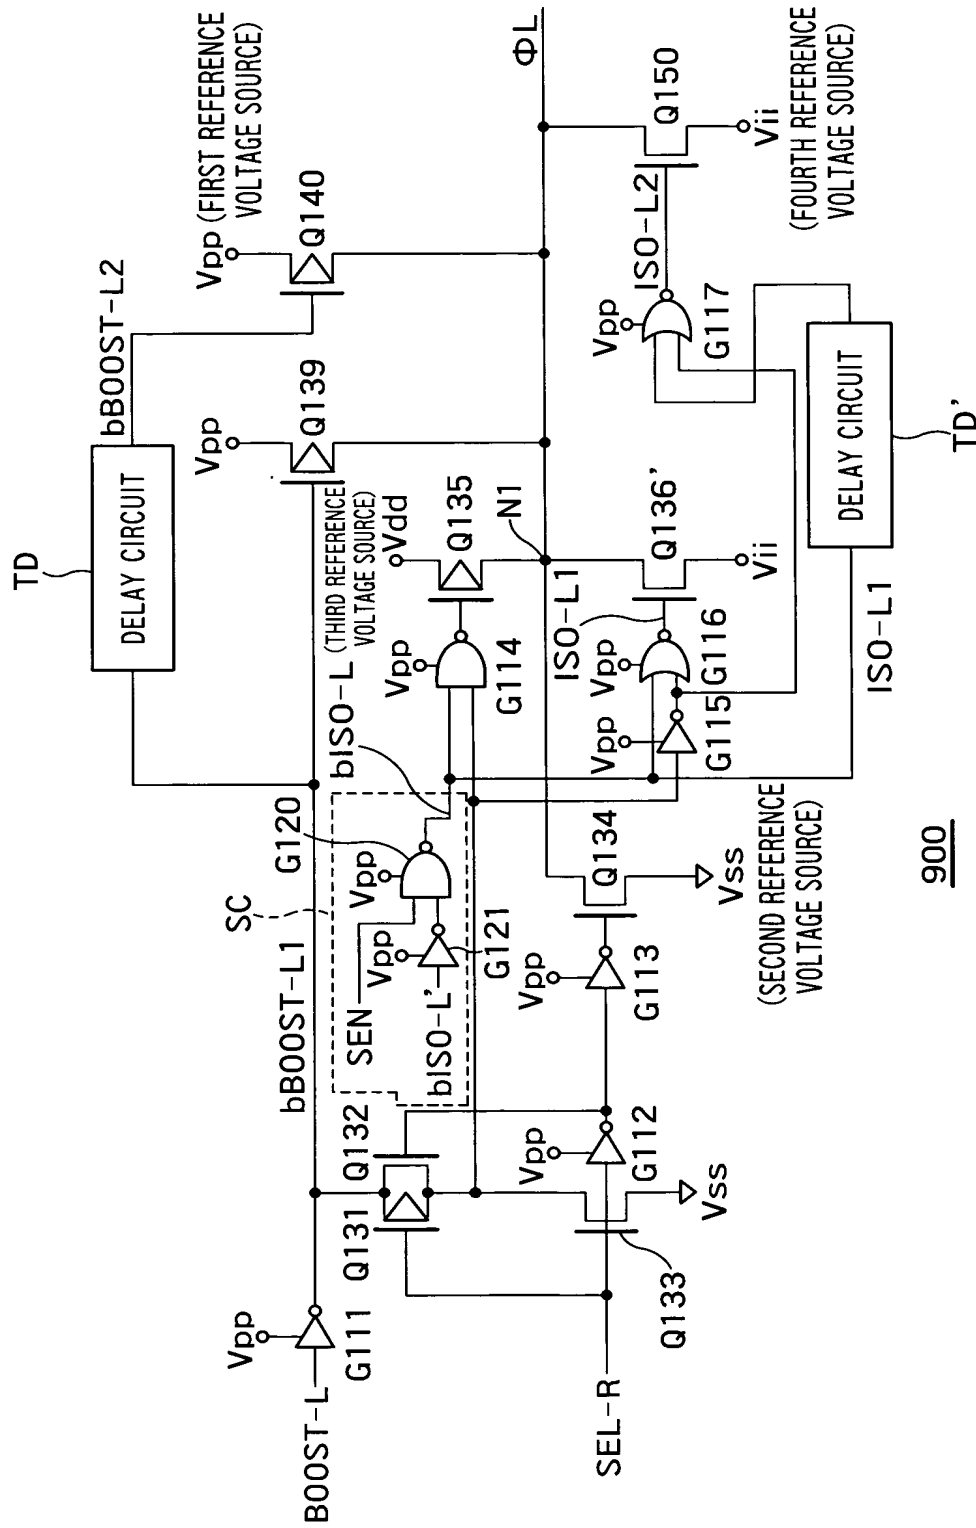 TD
DELAY CIRCUIT
bBOOST-L2
Vpp
(FIRST REFERENCE
VOLTAGE SOURCE)
Q140
Vpp
Q139
BOOST-L
Vpp
G111
bBOOST-L1
SC
G120
bISO-L
(THIRD REFERENCE
VOLTAGE SOURCE)
Vdd
Q135
Vpp
G114
N1
ΦL
Q131
Q132
SEN
Vpp
bISO-L'
Vpp
G121
SEL-R
Q133
Vss
Vpp
G112
Vpp
G113
Q134
Vss
(SECOND REFERENCE
VOLTAGE SOURCE)
Vpp
G115
Vpp
G116
ISO-L1
Q136'
Vii
Vpp
G117
ISO-L2
Q150
Vii
(FOURTH REFERENCE
VOLTAGE SOURCE)
ISO-L1
DELAY CIRCUIT
TD'
900